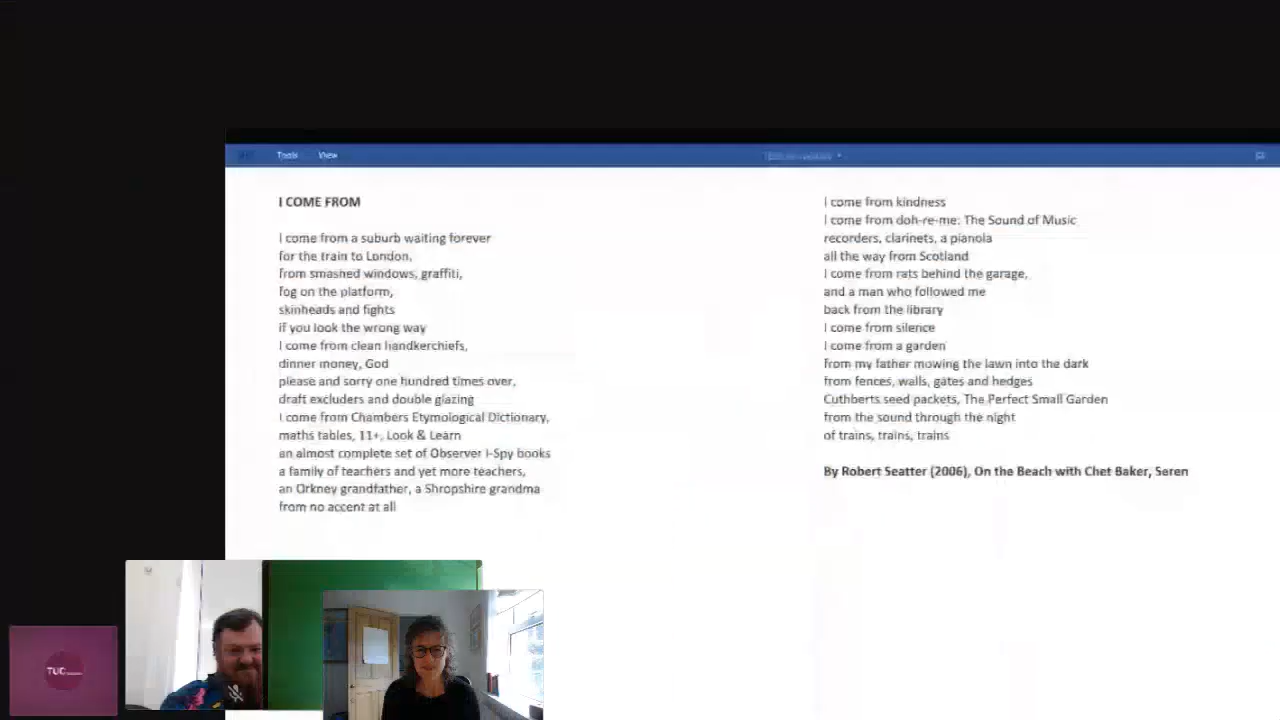 Tools View
I COME FROM
I come from a suburb waiting forever
for the train to London,
from smashed windows, graffiti,
fog on the platform,
skinheads and fights
if you look the wrong way
I come from clean handkerchiefs,
dinner money, God
please and sorry one hundred times over,
draft excluders and double glazing
I come from Chambers Etymological Dictionary,
maths tables, 11+, Look & Learn
an almost complete set of Observer I-Spy books
a family of teachers and yet more teachers,
an Orkney grandfather, a Shropshire grandma
from no accent at all
I come from kindness
I come from doh-re-me: The Sound of Music
recorders, clarinets, a pianola
all the way from Scotland
I come from rats behind the garage,
and a man who followed me
back from the library
I come from silence
I come from a garden
from my father mowing the lawn into the dark
from fences, walls, gates and hedges
Cuthberts seed packets, The Perfect Small Garden
from the sound through the night
of trains, trains, trains
By Robert Seatter (2006), On the Beach with Chet Baker, Seren
TUC